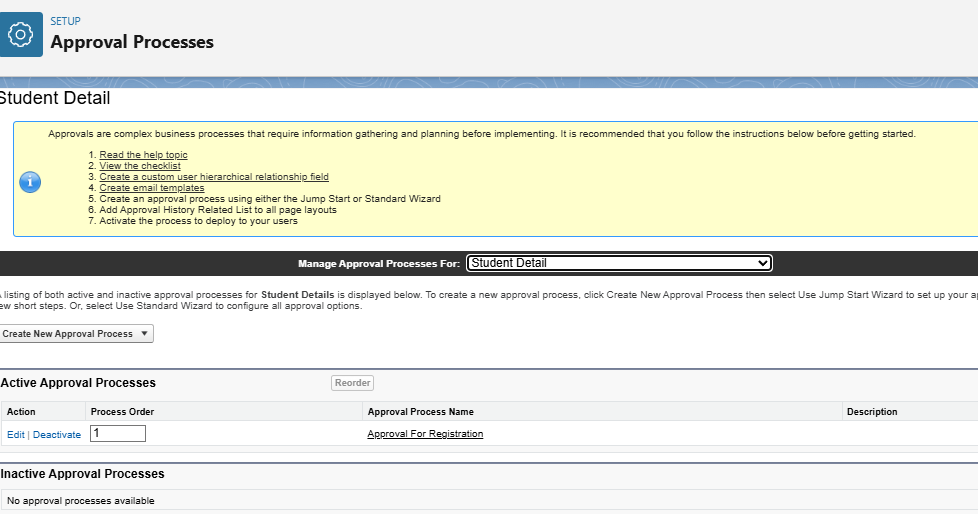 SETUP
Approval Processes
Student Detail
Approvals are complex business processes that require information gathering and planning before implementing. It is recommended that you follow the instructions below before getting started.
1. Read the help topic
2. View the checklist
3. Create a custom user hierarchical relationship field
4. Create email templates
5. Create an approval process using either the Jump Start or Standard Wizard
6. Add Approval History Related List to all page layouts
7. Activate the process to deploy to your users
i
Manage Approval Processes For: Student Detail
listing of both active and inactive approval processes for Student Details is displayed below. To create a new approval process, click Create New Approval Process then select Use Jump Start Wizard to set up your
short steps. Or, select Use Standard Wizard to configure all approval options.
Create New Approval Process
Active Approval Processes Reorder
Action Process Order Approval Process Name Description
Edit | Deactivate 1 Approval For Registration
Inactive Approval Processes
No approval processes available